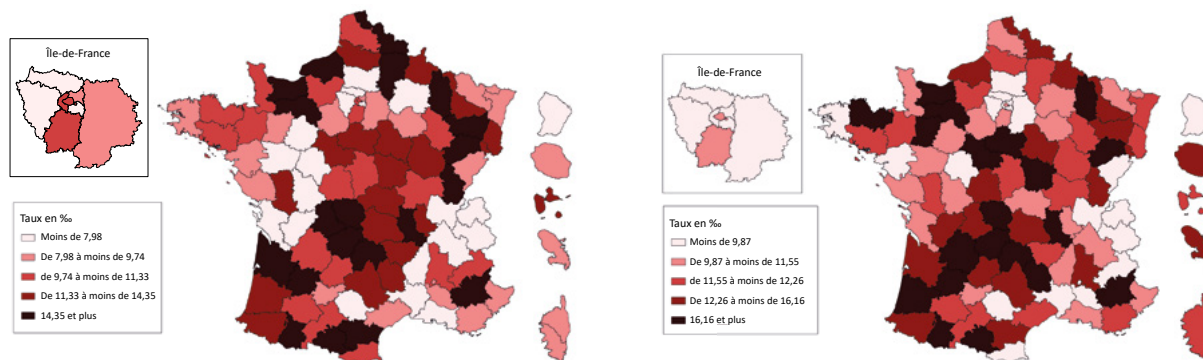 Île-de-France
Taux en ‰
Moins de 7,98
De 7,98 à moins de 9,74
de 9,74 à moins de 11,33
De 11,33 à moins de 14,35
14,35 et plus
Île-de-France
Taux en ‰
Moins de 9,87
De 9,87 à moins de 11,55
de 11,55 à moins de 12,26
De 12,26 à moins de 16,16
16,16 et plus